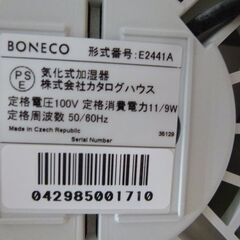 BONECO 形式番号:E2441A
PSE 気化式加湿器
株式会社カタログハウス
定格電圧100V 定格消費電力11/9W
定格周波数 50/60Hz
Made in Czech Republic 36129
042985001710